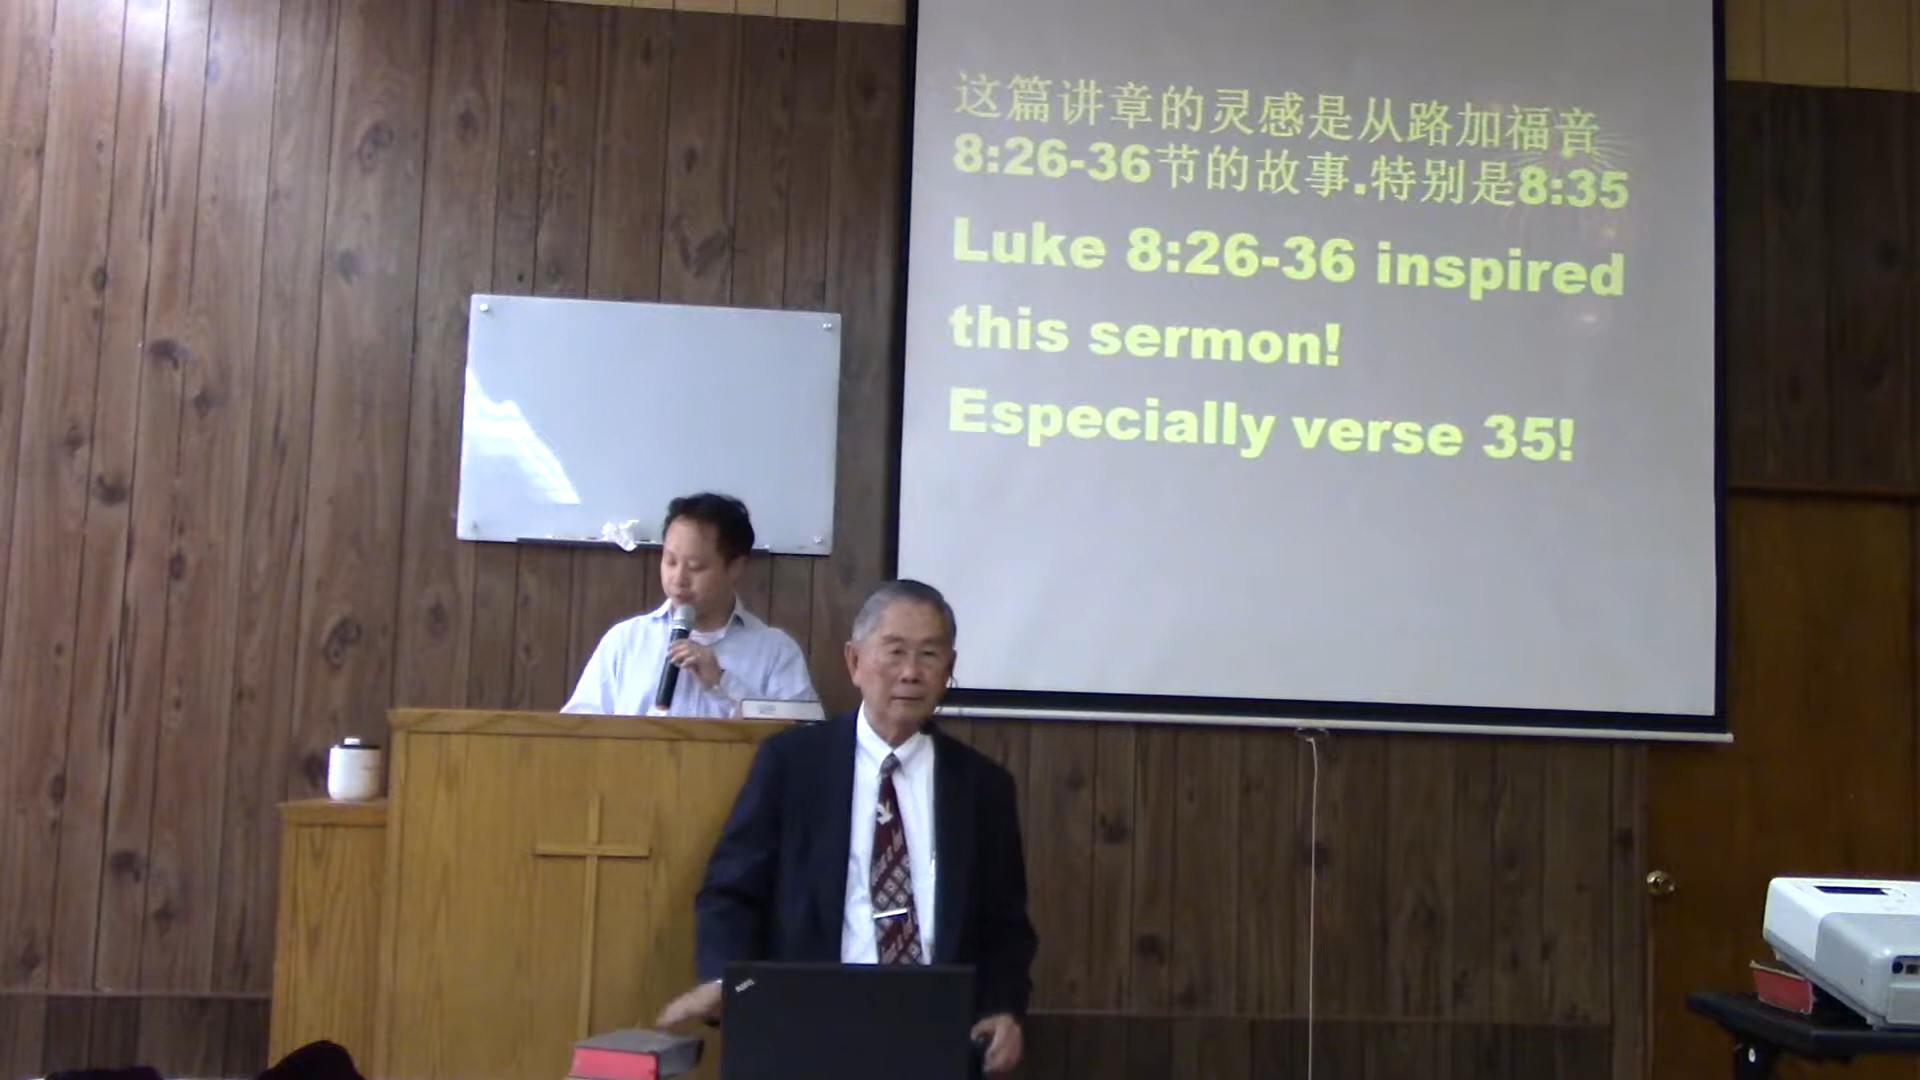 这篇讲章的灵感是从路加福音
8:26-36节的故事.特别是8:35
Luke 8:26-36 inspired
this sermon!
Especially verse 35!